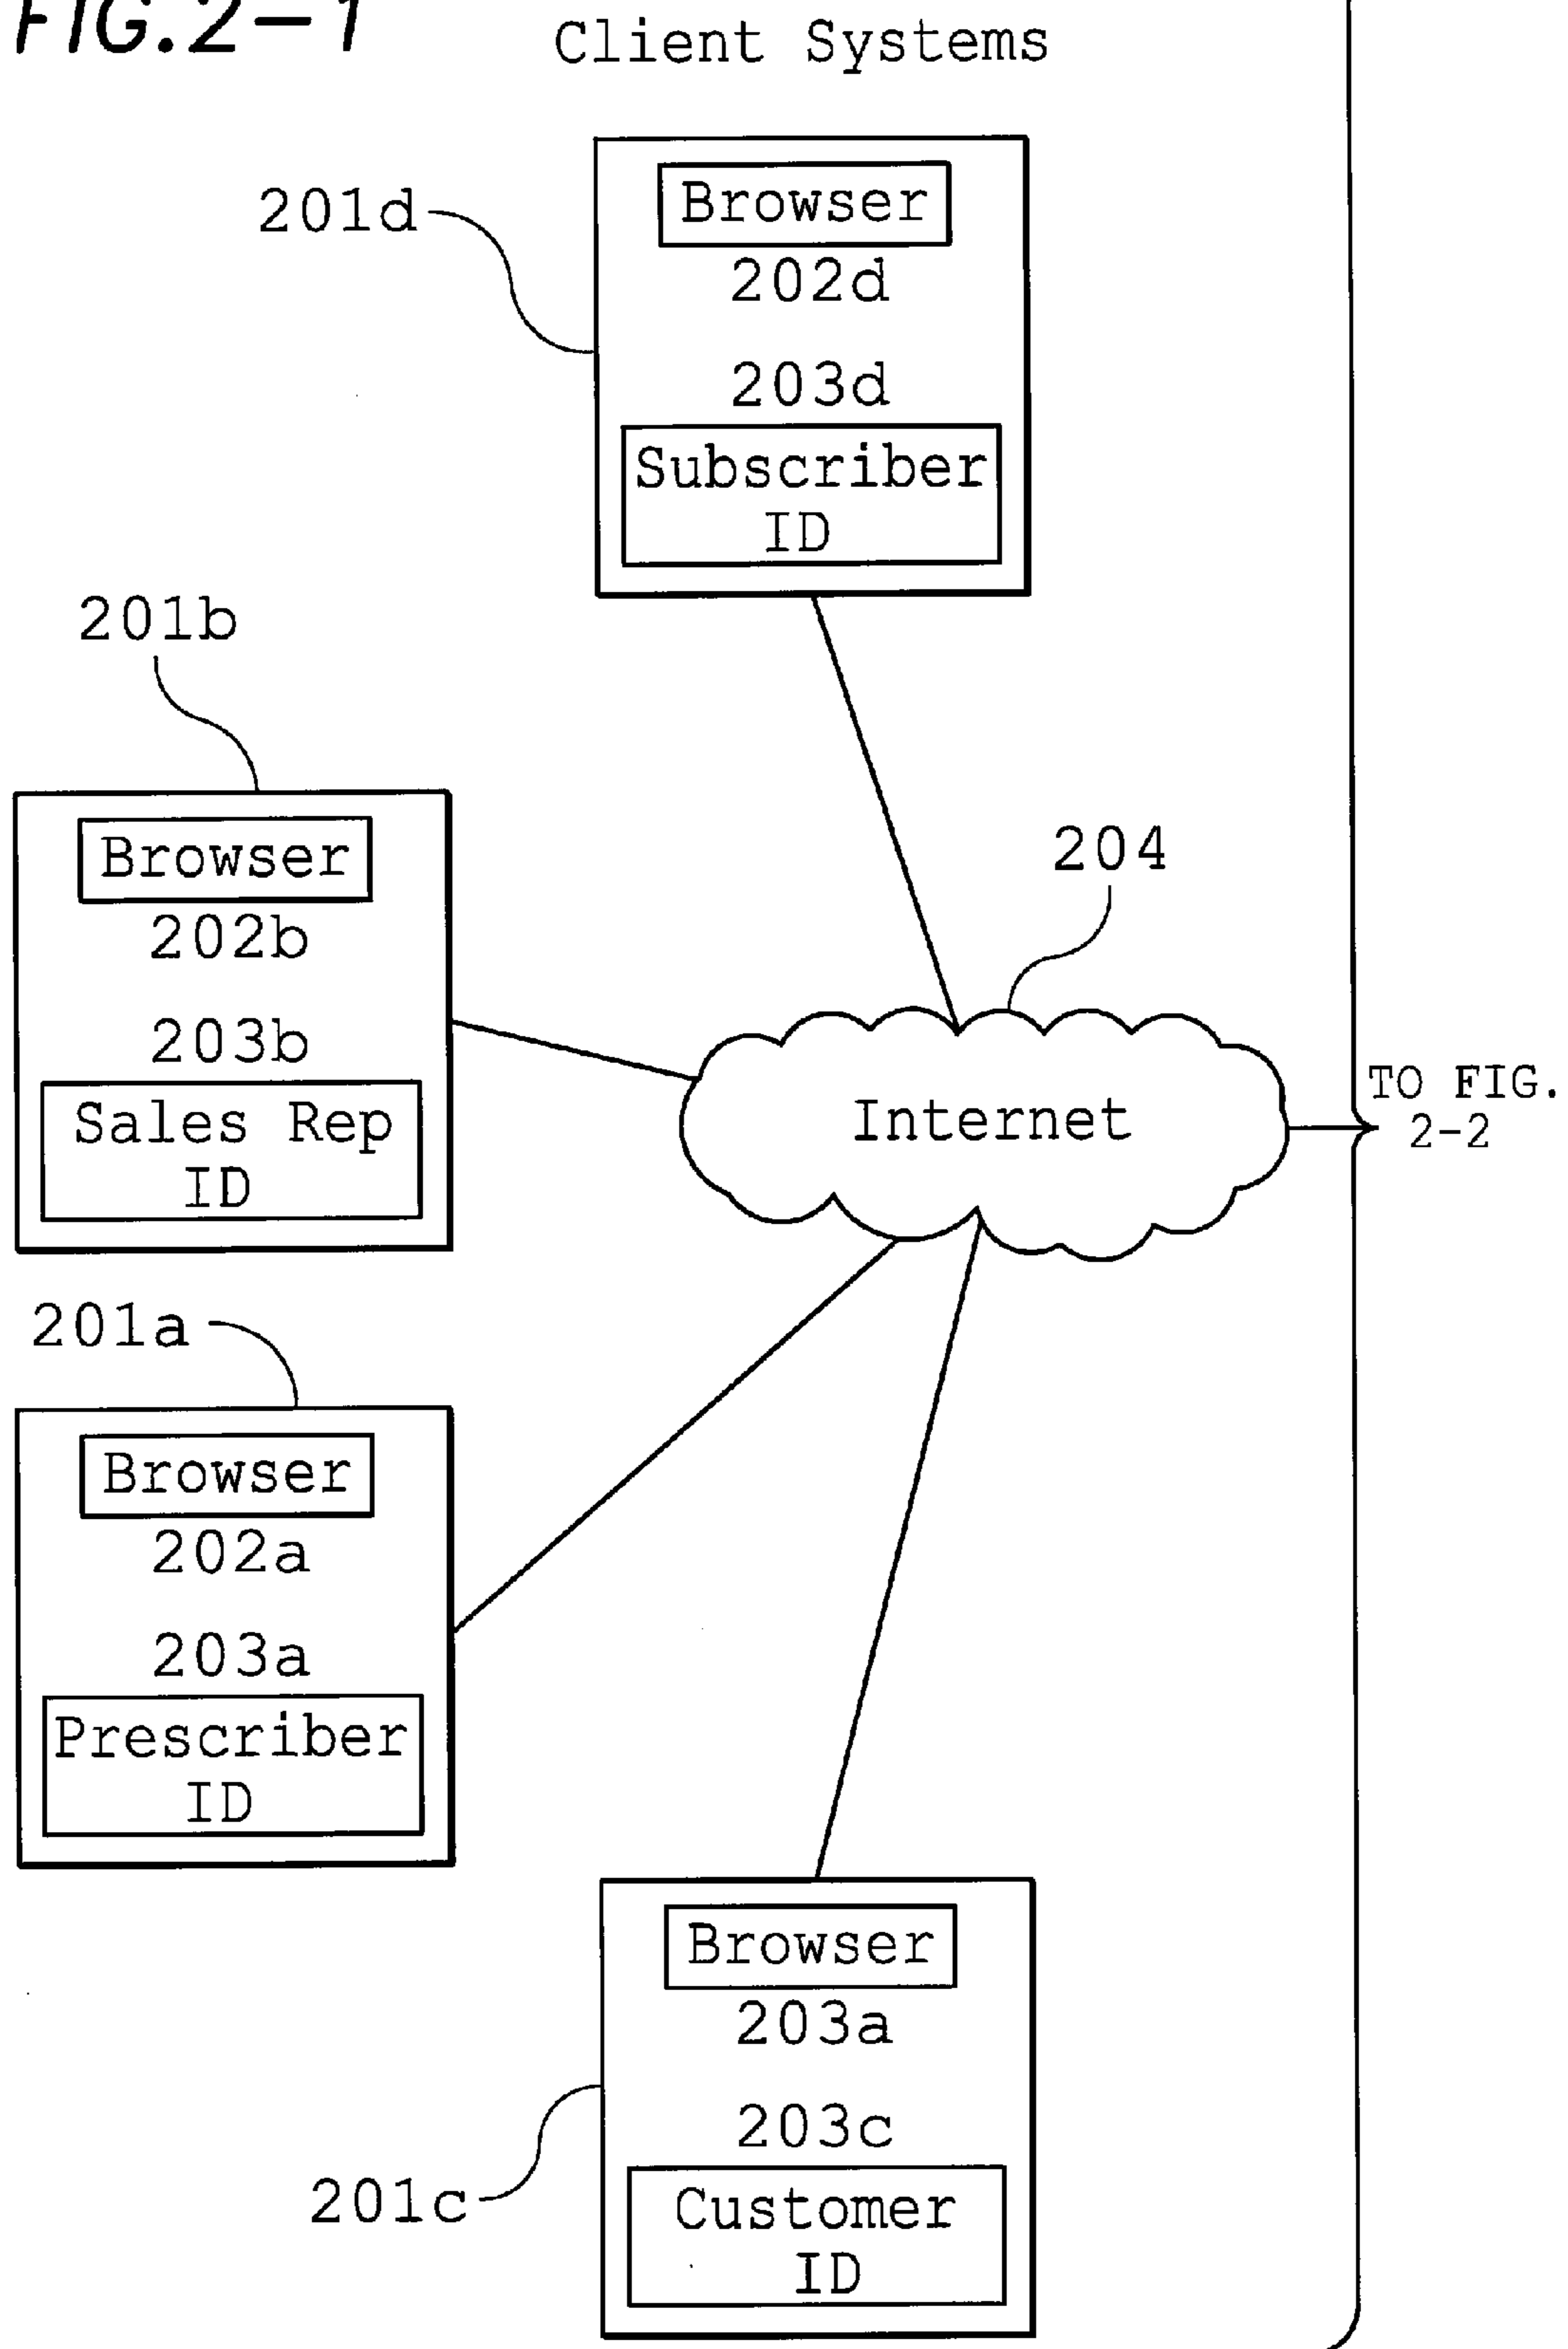 FIG.2-1
Client Systems
201d
Browser
202d
203d
Subscriber
ID
201b
Browser
202b
203b
Sales Rep
ID
204
Internet
TO FIG.
2-2
201a
Browser
202a
203a
Prescriber
ID
Browser
203a
203c
201c
Customer
ID